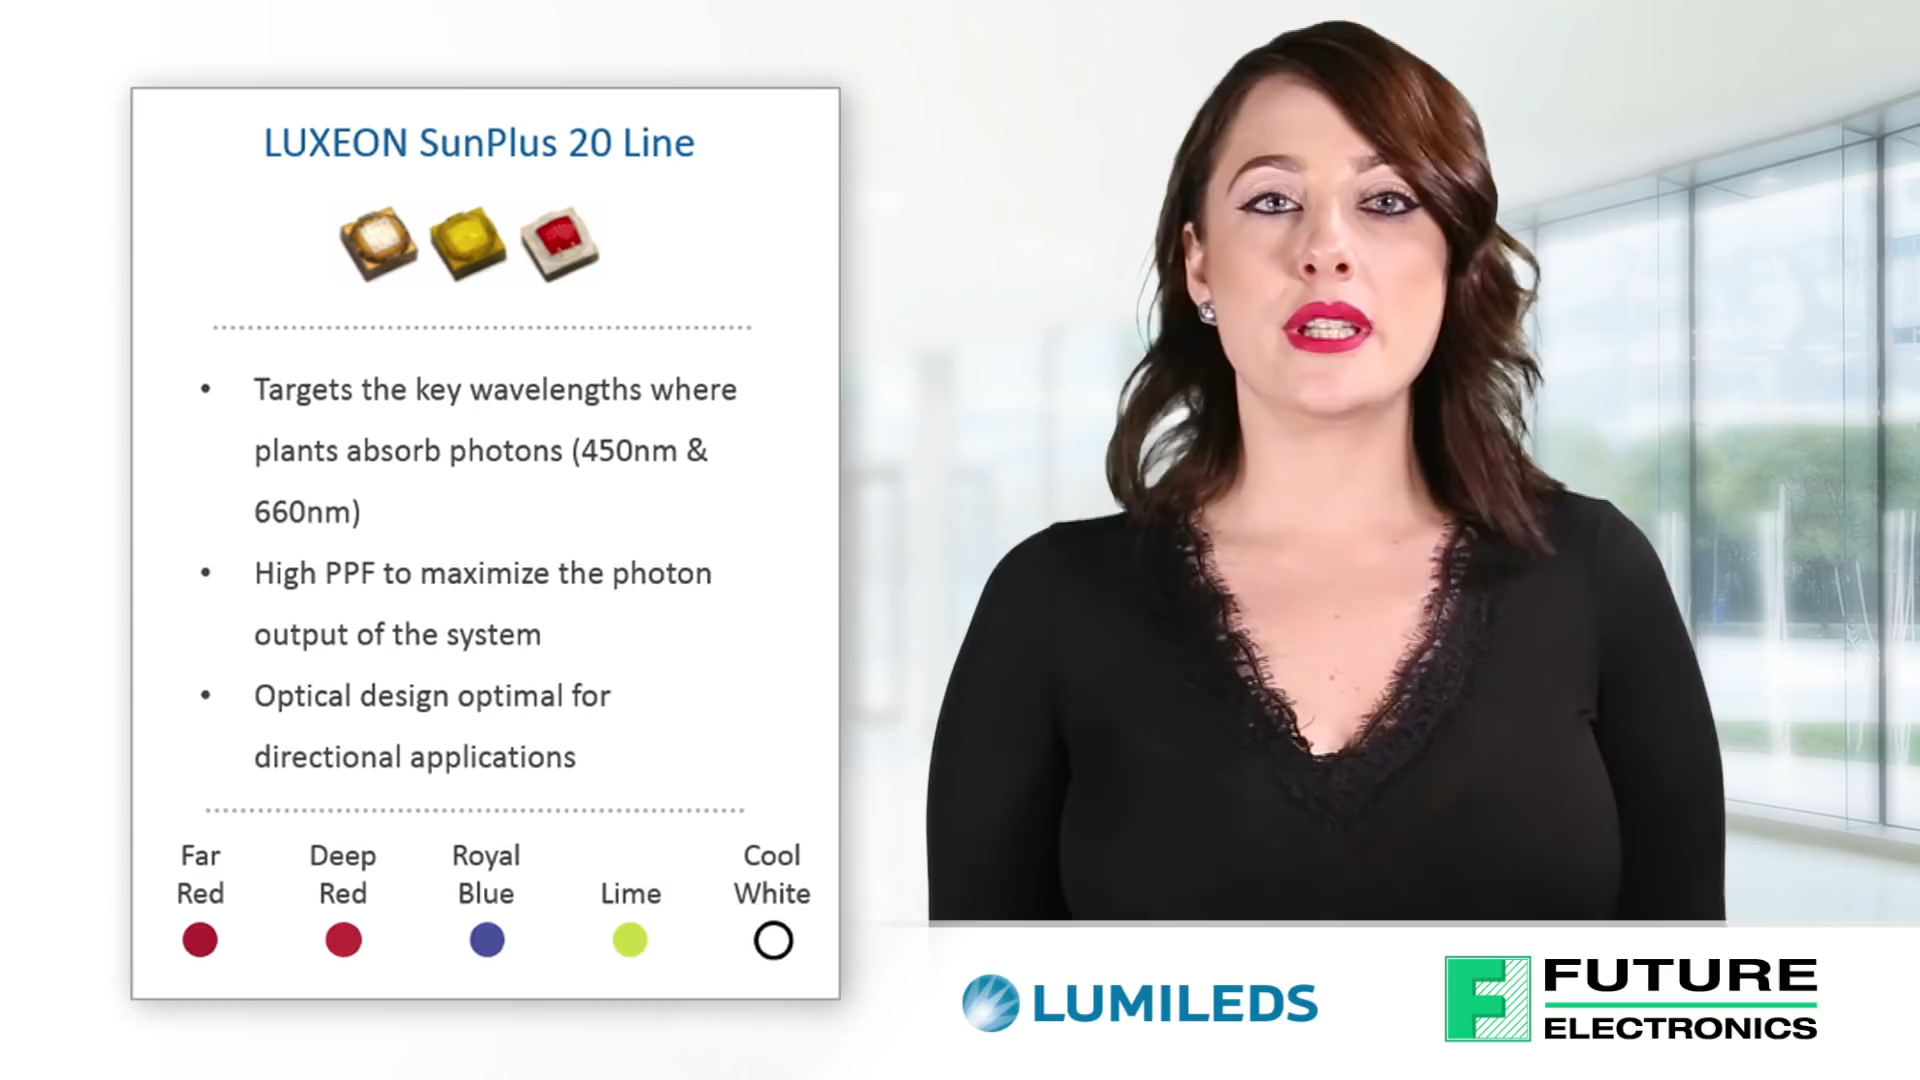 LUXEON SunPlus 20 Line
• Targets the key wavelengths where
plants absorb photons (450nm &
660nm)
• High PPF to maximize the photon
output of the system
• Optical design optimal for
directional applications
Far
Red
Deep
Red
Royal
Blue
Lime
Cool
White
LUMILEDS
F FUTURE
ELECTRONICS